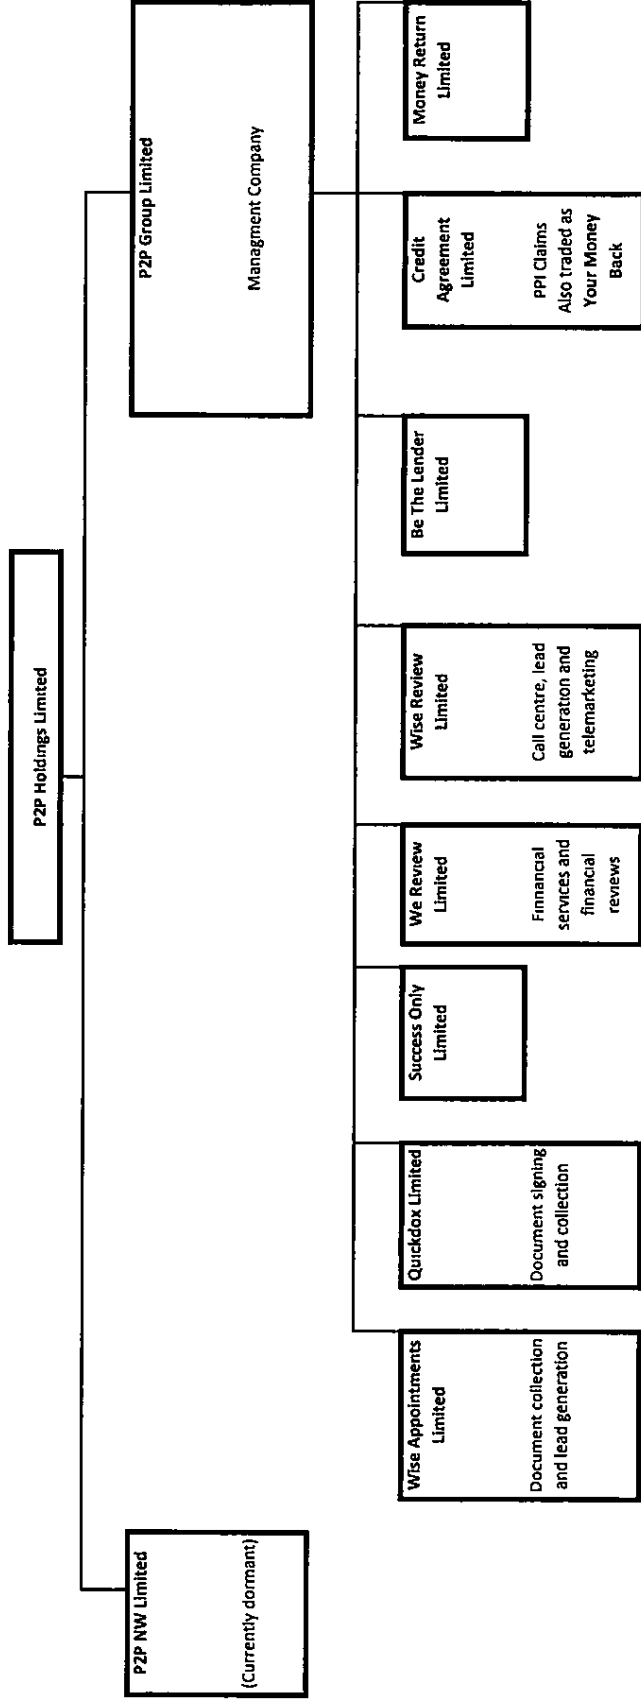 P2P Holdings Limited
P2P NW Limited
(Currently dormant)
P2P Group Limited
Managment Company
Wise Appointments
Limited
Document collection
and lead generation
Quickdox Limited
Document signing
and collection
Success Only
Limited
We Review
Limited
Finnancial
services and
financial
reviews
Wise Review
Limited
Call centre, lead
generation and
telemarketing
Be The Lender
Limited
Credit
Agreement
Limited
PPI Claims
Also traded as
Your Money
Back
Money Return
Limited